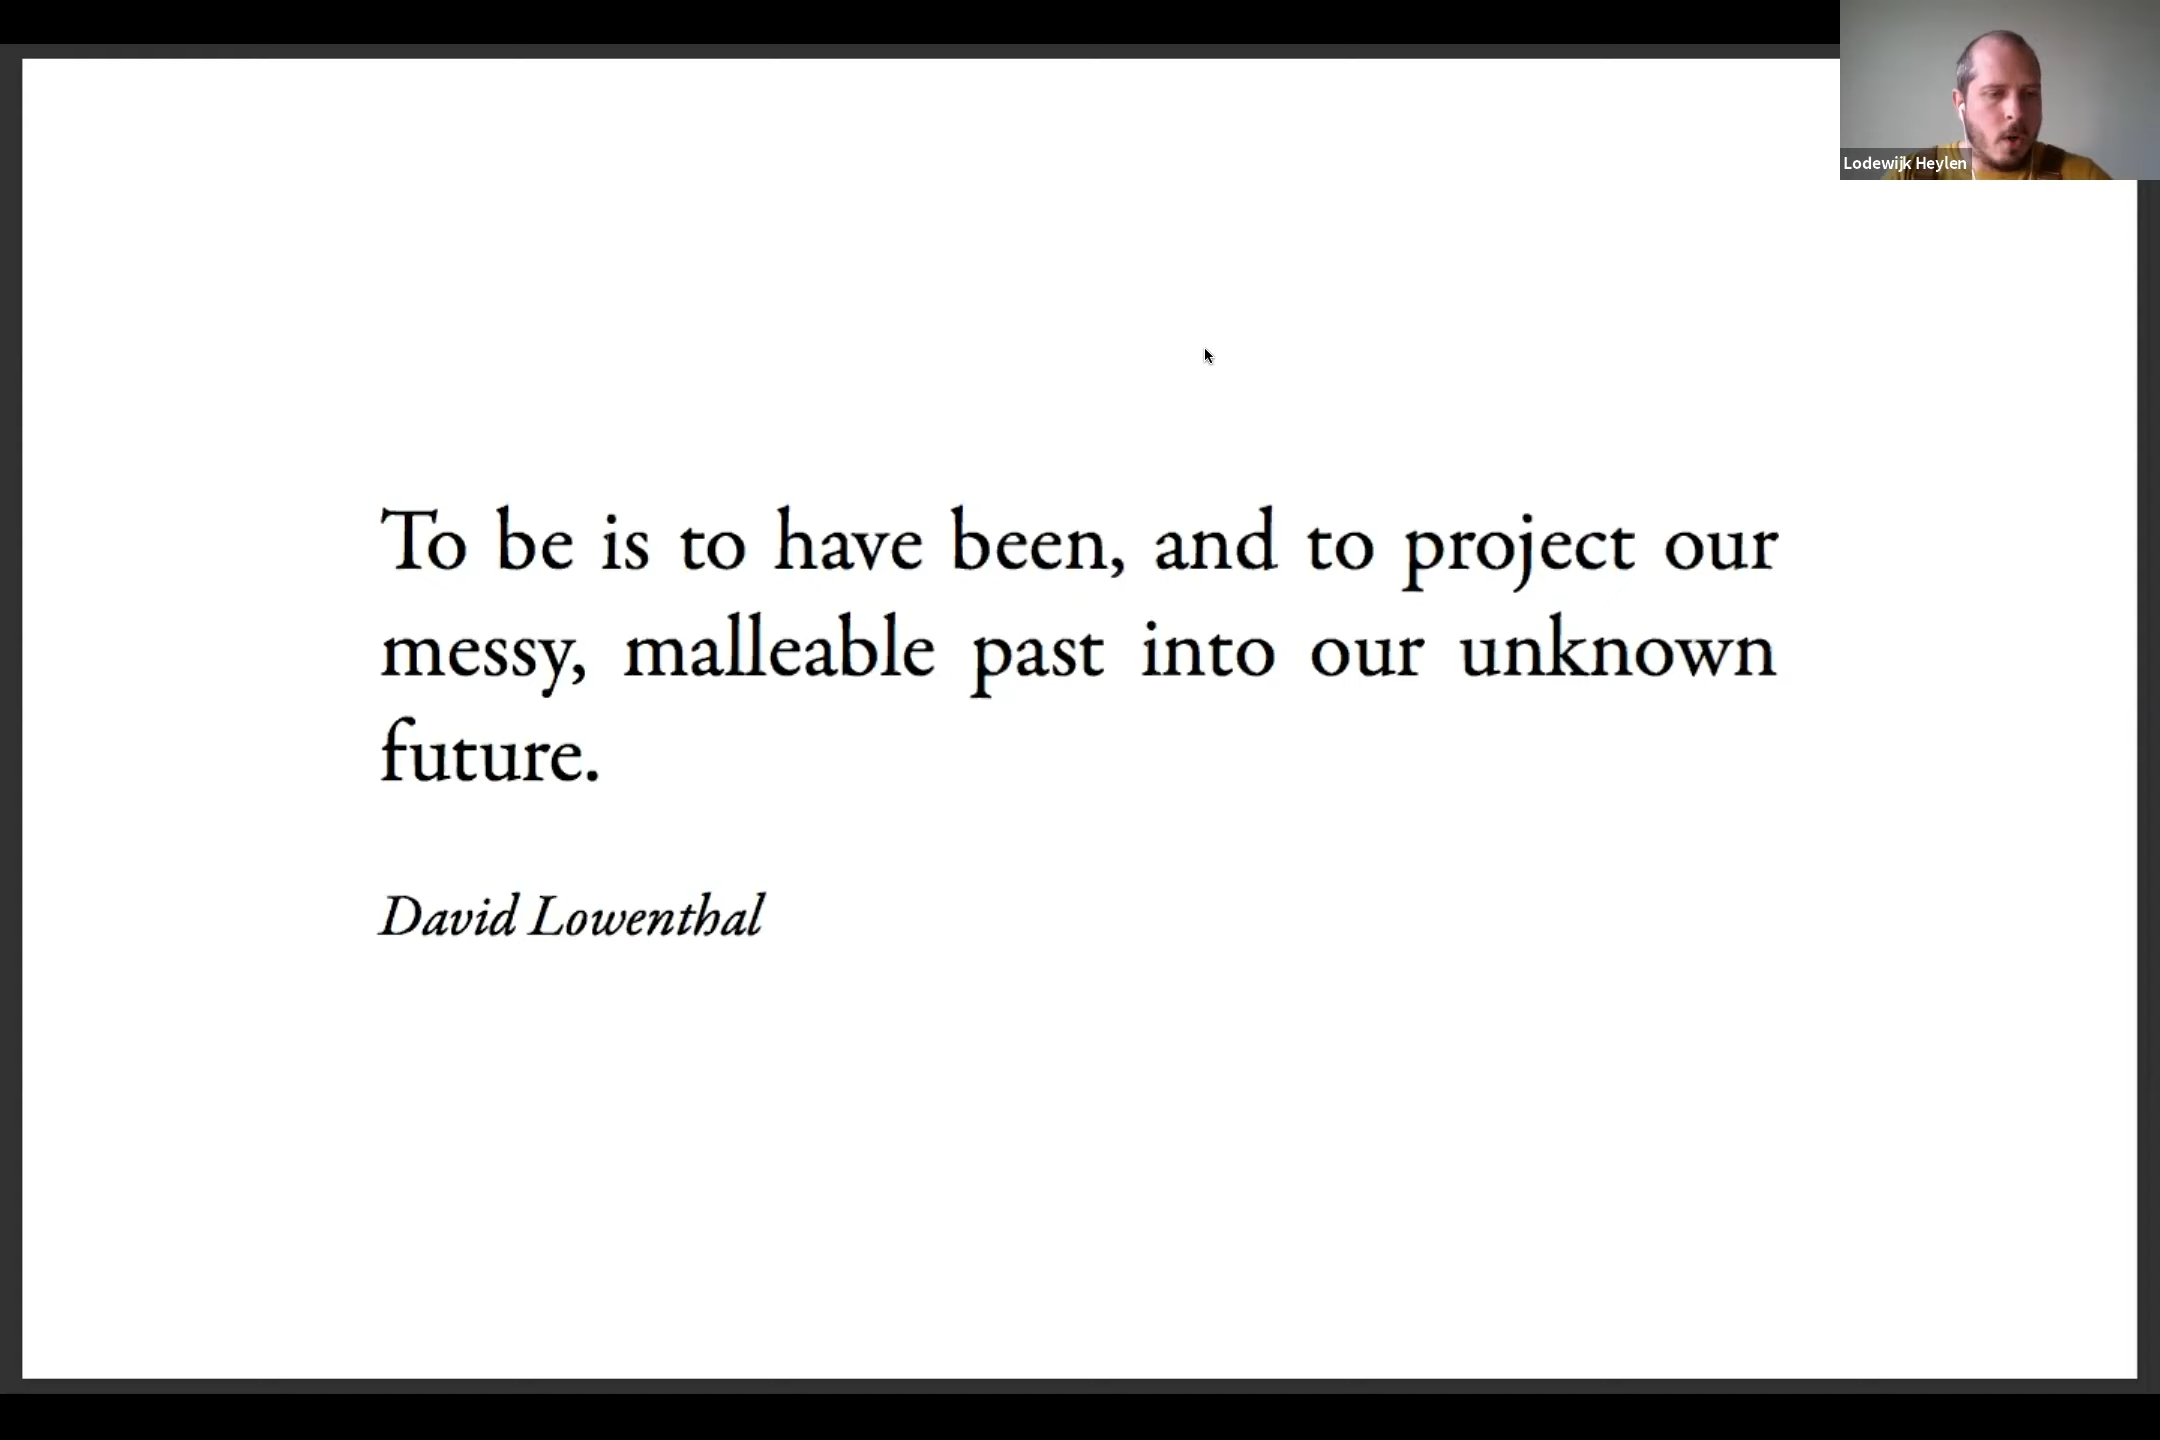 Lodewijk Heylen
To be is to have been, and to project our
messy, malleable past into our unknown
future.
David Lowenthal